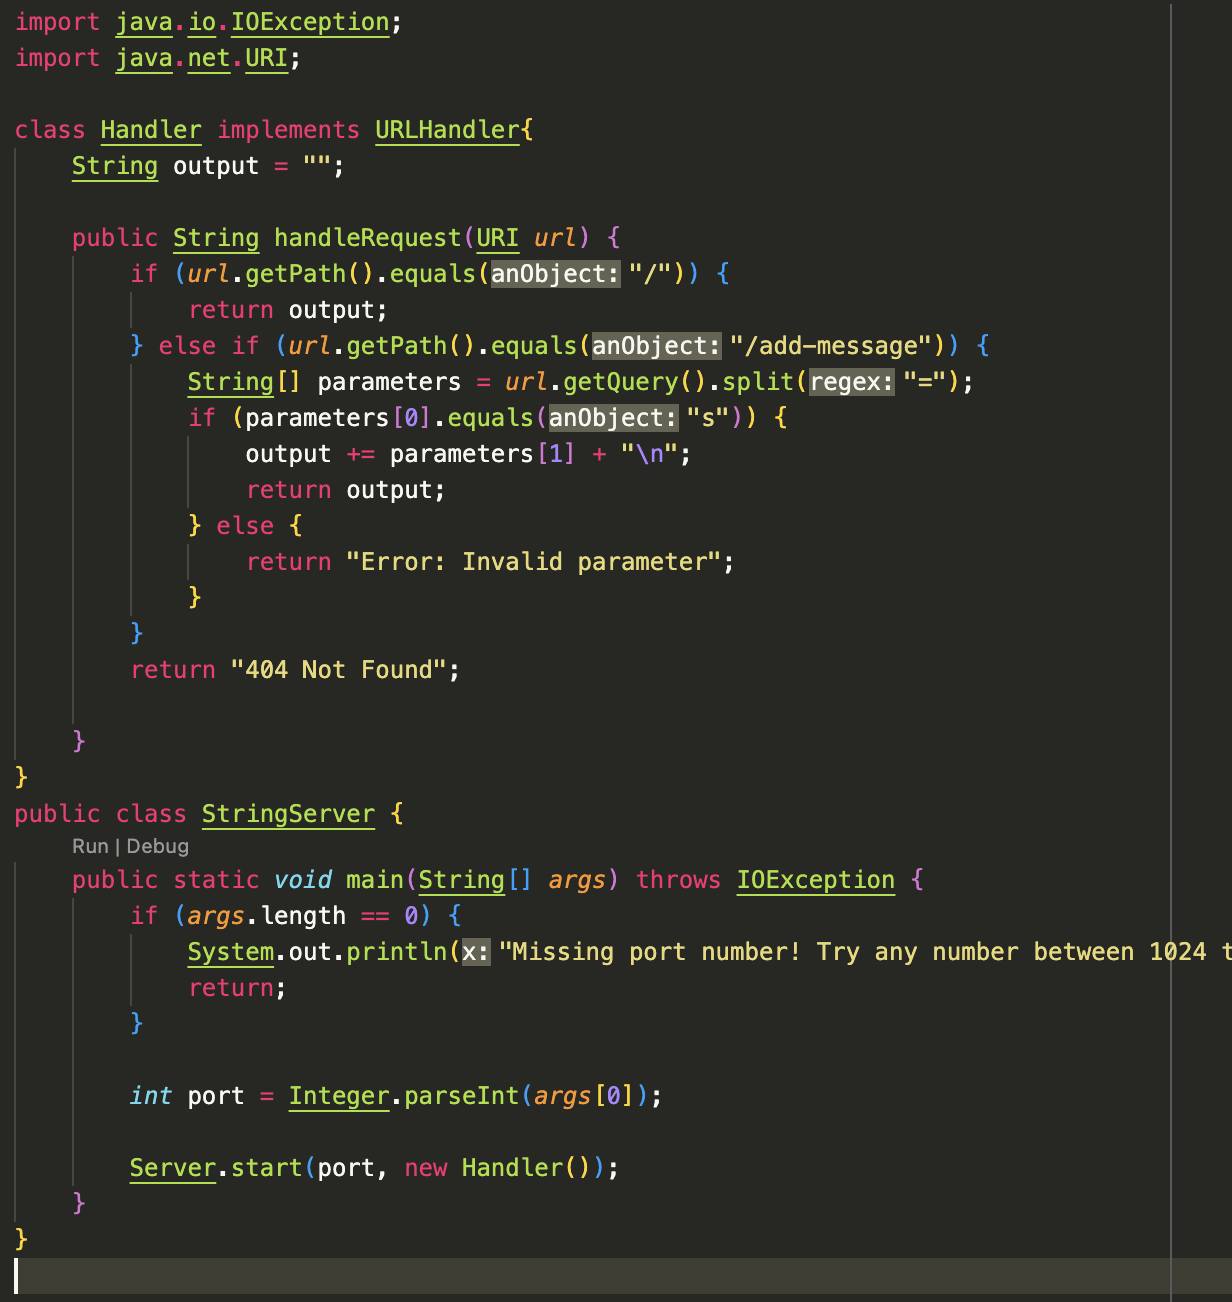 import java.io.IOException;
import java.net.URI;

class Handler implements URLHandler{
    String output = "";

    public String handleRequest(URI url) {
        if (url.getPath().equals(anObject: "/")) {
            return output;
        } else if (url.getPath().equals(anObject: "/add-message")) {
            String[] parameters = url.getQuery().split(regex: "=");
            if (parameters[0].equals(anObject: "s")) {
                output += parameters[1] + "\n";
                return output;
            } else {
                return "Error: Invalid parameter";
            }
        }
        return "404 Not Found";

    }
}
public class StringServer {
    Run | Debug
    public static void main(String[] args) throws IOException {
        if (args.length == 0) {
            System.out.println(x: "Missing port number! Try any number between 1024 t
            return;
        }

        int port = Integer.parseInt(args[0]);

        Server.start(port, new Handler());
    }
}